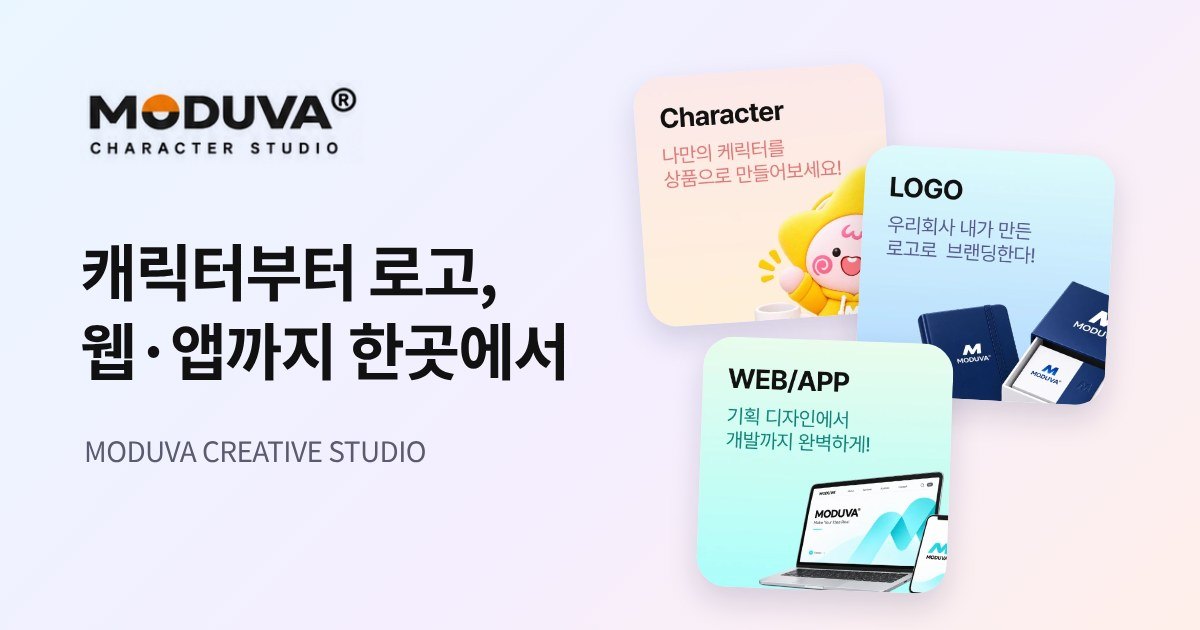 MODUVA®
CHARACTER STUDIO
캐릭터부터 로고,
웹·앱까지 한곳에서
MODUVA CREATIVE STUDIO
Character
나만의 케릭터를
상품으로 만들어보세요!
LOGO
우리회사 내가 만든
로고로 브랜딩한다!
MODUVA
MODUVA
WEB/APP
기획 디자인에서
개발까지 완벽하게!
MODUVA